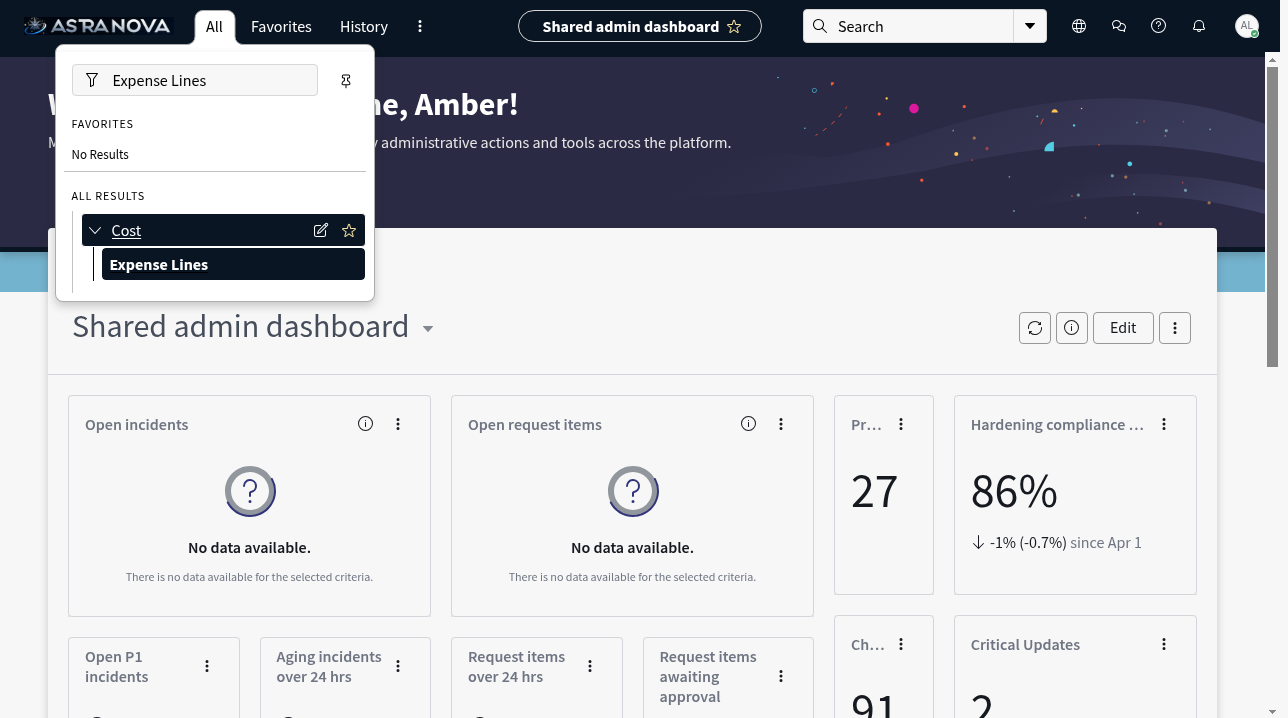 ASTRANOVA
All
Favorites
History
Shared admin dashboard
Search
AL
Expense Lines
FAVORITES
No Results
ALL RESULTS
Cost
Expense Lines
me, Amber!
administrative actions and tools across the platform.
Shared admin dashboard
Edit
Open incidents
No data available.
There is no data available for the selected criteria.
Open request items
No data available.
There is no data available for the selected criteria.
Pr...
27
Hardening compliance ...
86%
-1% (-0.7%) since Apr 1
Open P1
incidents
Aging incidents
over 24 hrs
Request items
over 24 hrs
Request items
awaiting
approval
Ch...
91
Critical Updates
2